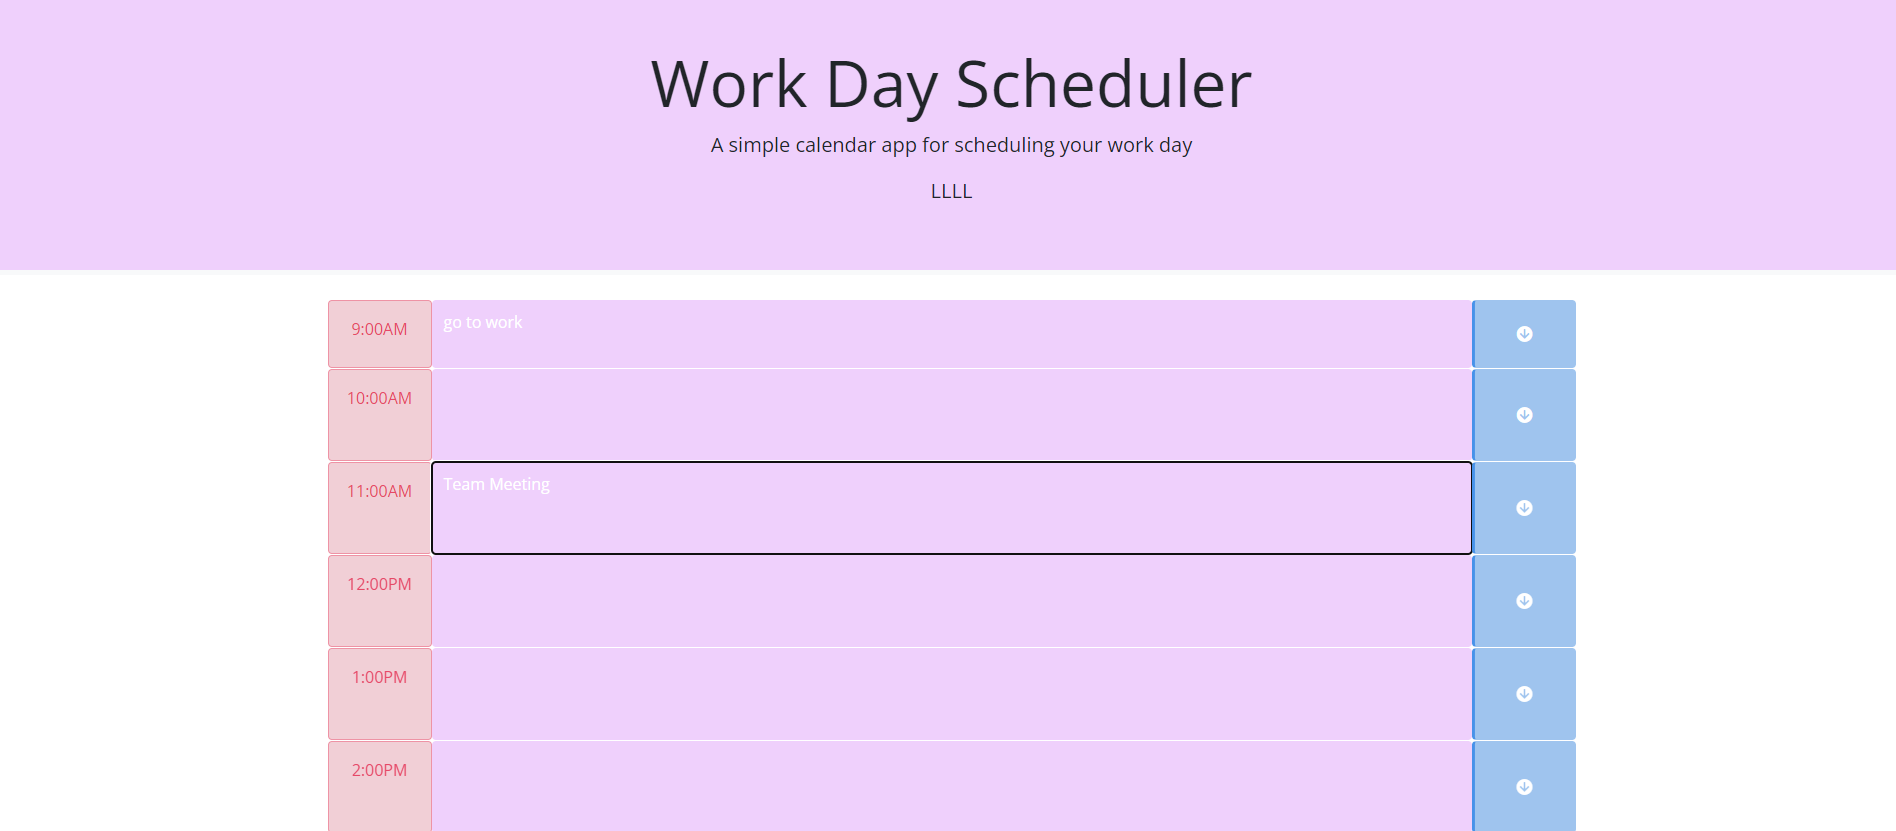 Work Day Scheduler
A simple calendar app for scheduling your work day
LLLL
9:00AM
go to work
10:00AM
11:00AM
Team Meeting
12:00PM
1:00PM
2:00PM